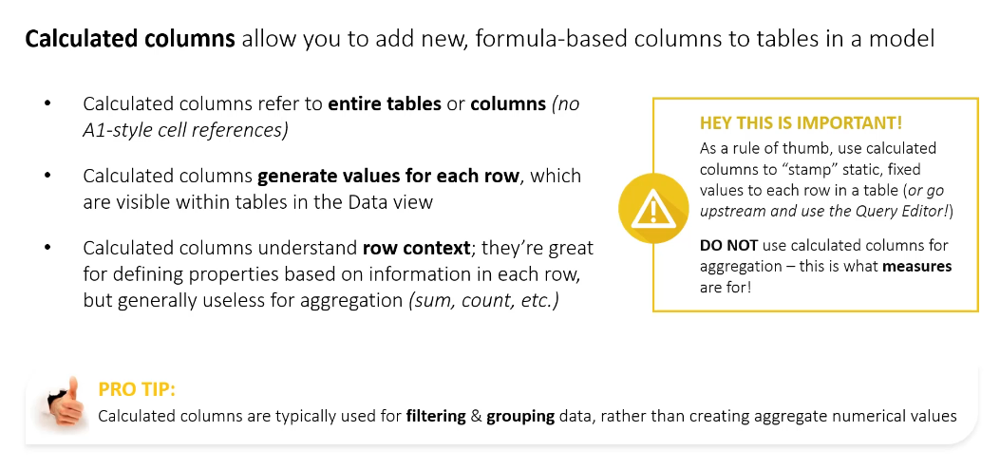 Calculated columns allow you to add new, formula-based columns to tables in a model
• Calculated columns refer to entire tables or columns (no
A1-style cell references)
• Calculated columns generate values for each row, which
are visible within tables in the Data view
• Calculated columns understand row context; they’re great
for defining properties based on information in each row,
but generally useless for aggregation (sum, count, etc.)
HEY THIS IS IMPORTANT!
As a rule of thumb, use calculated
columns to “stamp” static, fixed
values to each row in a table (or go
upstream and use the Query Editor!)
DO NOT use calculated columns for
aggregation – this is what measures
are for!
PRO TIP:
Calculated columns are typically used for filtering & grouping data, rather than creating aggregate numerical values